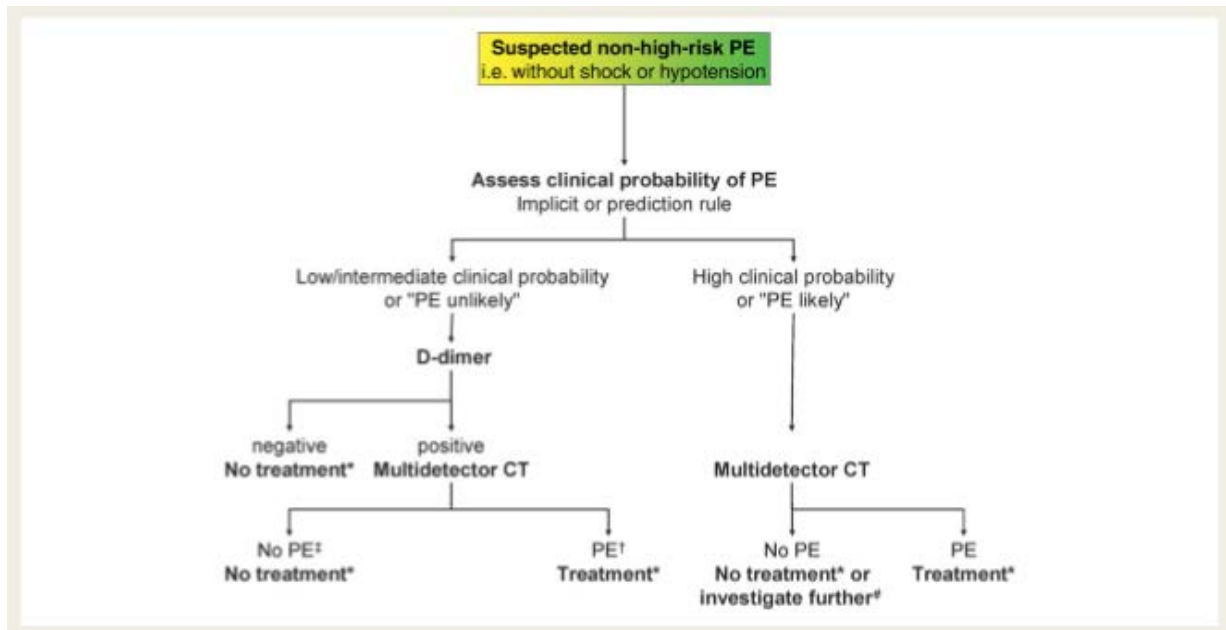 Suspected non-high-risk PE
i.e. without shock or hypotension
Assess clinical probability of PE
Implicit or prediction rule
Low/intermediate clinical probability
or "PE unlikely"
High clinical probability
or "PE likely"
D-dimer
negative
No treatment*
positive
Multidetector CT
Multidetector CT
No PE‡
No treatment*
PE†
Treatment*
No PE
No treatment* or
investigate further#
PE
Treatment*